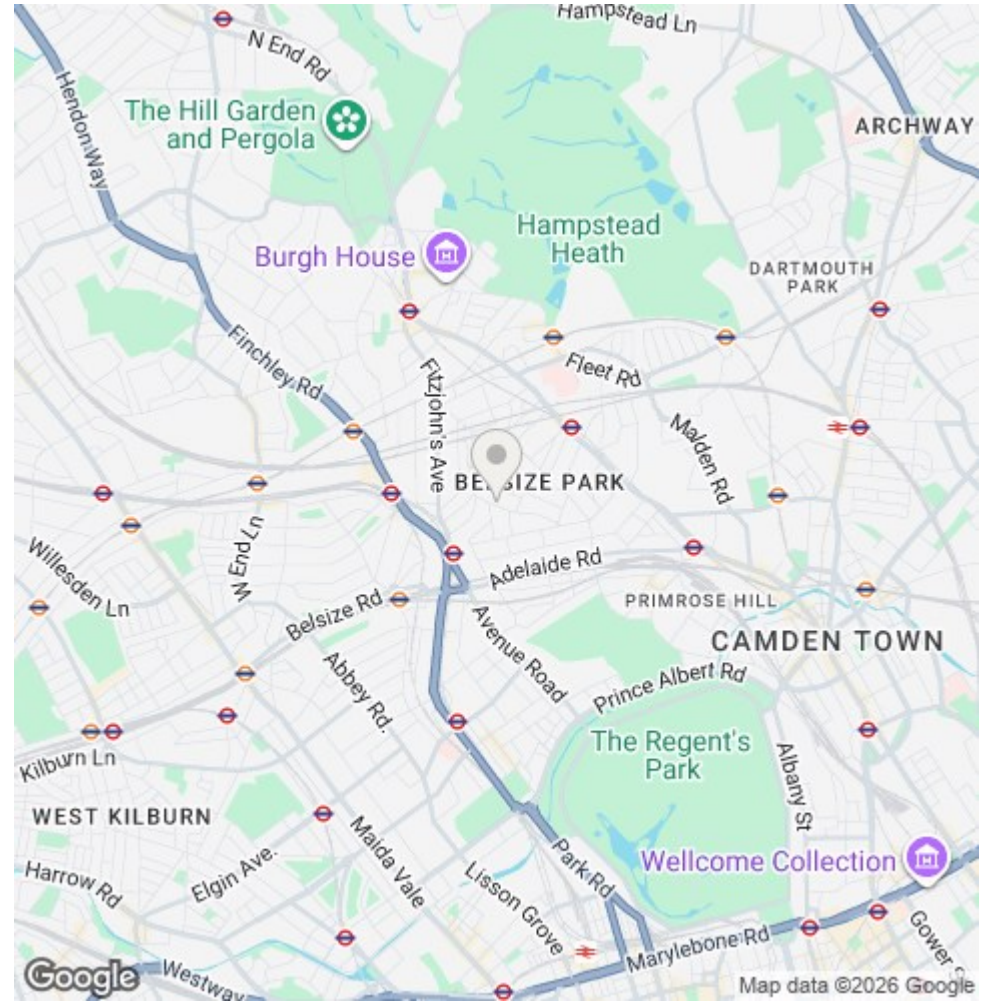 Hampstead Ln
N End Rd
Hendon Way
The Hill Garden
and Pergola
ARCHWAY
Hampstead
Heath
Burgh House
DARTMOUTH
PARK
Finchley Rd
Fitzjohn's Ave
Fleet Rd
Malden Rd
BELSIZE PARK
W End Ln
Willesden Ln
Adelaide Rd
Belsize Rd
PRIMROSE HILL
Avenue Road
CAMDEN TOWN
Abbey Rd.
Prince Albert Rd
The Regent's
Park
Albany St
Kilburn Ln
WEST KILBURN
Maida Vale
Elgin Ave.
Park Rd
Wellcome Collection
Harrow Rd
Lisson Grove
Marylebone Rd
Gower S
Westway
Google
Map data ©2026 Google